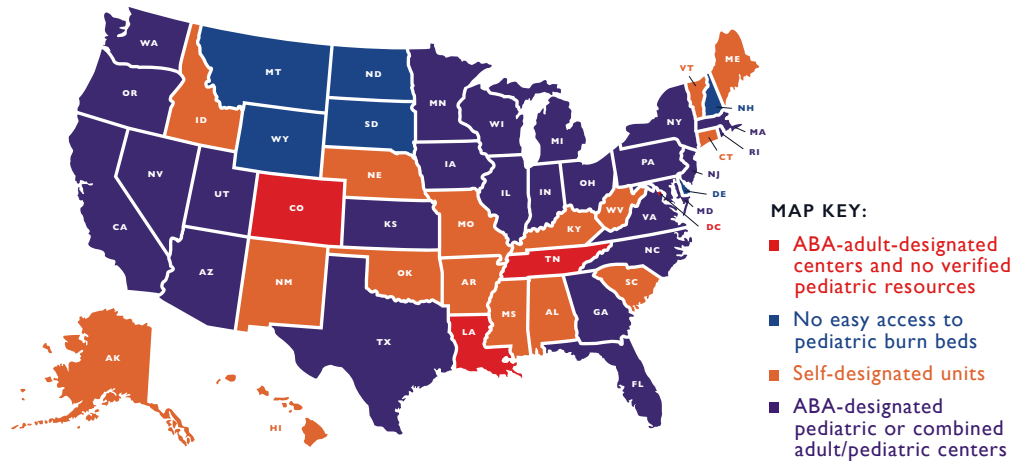 WA
MT
ND
MN
VT
ME
OR
ID
WI
NY
NH
SD
MI
MA
WY
RI
CT
IA
PA
NE
NJ
NV
UT
IL
IN
OH
DE
CO
WV
MD
KS
MO
VA
CA
KY
DC
NC
TN
AZ
NM
OK
AR
SC
MS
AL
GA
LA
TX
AK
FL
HI
MAP KEY:
ABA-adult-designated
centers and no verified
pediatric resources
No easy access to
pediatric burn beds
Self-designated units
ABA-designated
pediatric or combined
adult/pediatric centers